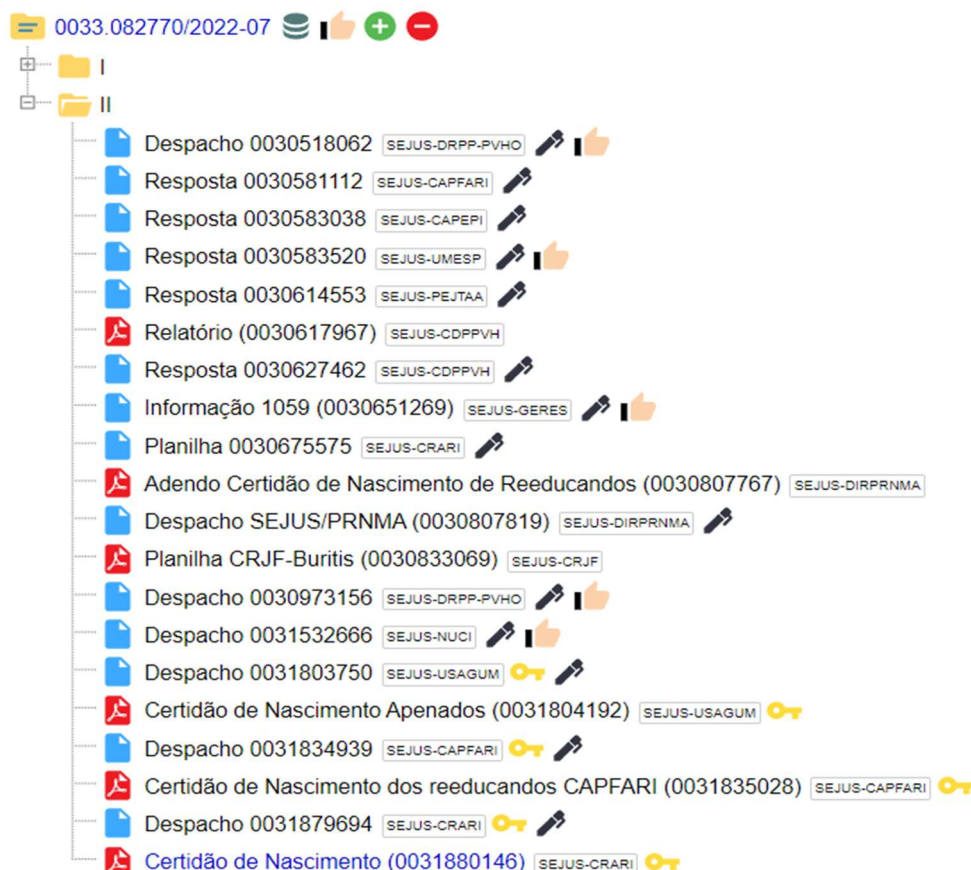 0033.082770/2022-07
I
II
Despacho 0030518062 SEJUS-DRPP-PVHO
Resposta 0030581112 SEJUS-CAPFARI
Resposta 0030583038 SEJUS-CAPEPI
Resposta 0030583520 SEJUS-UMESP
Resposta 0030614553 SEJUS-PEJTAA
Relatório (0030617967) SEJUS-CDPPVH
Resposta 0030627462 SEJUS-CDPPVH
Informação 1059 (0030651269) SEJUS-GERES
Planilha 0030675575 SEJUS-CRARI
Adendo Certidão de Nascimento de Reeducandos (0030807767) SEJUS-DIRPRNMA
Despacho SEJUS/PRNMA (0030807819) SEJUS-DIRPRNMA
Planilha CRJF-Buritis (0030833069) SEJUS-CRJF
Despacho 0030973156 SEJUS-DRPP-PVHO
Despacho 0031532666 SEJUS-NUCI
Despacho 0031803750 SEJUS-USAGUM
Certidão de Nascimento Apenados (0031804192) SEJUS-USAGUM
Despacho 0031834939 SEJUS-CAPFARI
Certidão de Nascimento dos reeducandos CAPFARI (0031835028) SEJUS-CAPFARI
Despacho 0031879694 SEJUS-CRARI
Certidão de Nascimento (0031880146) SEJUS-CRARI